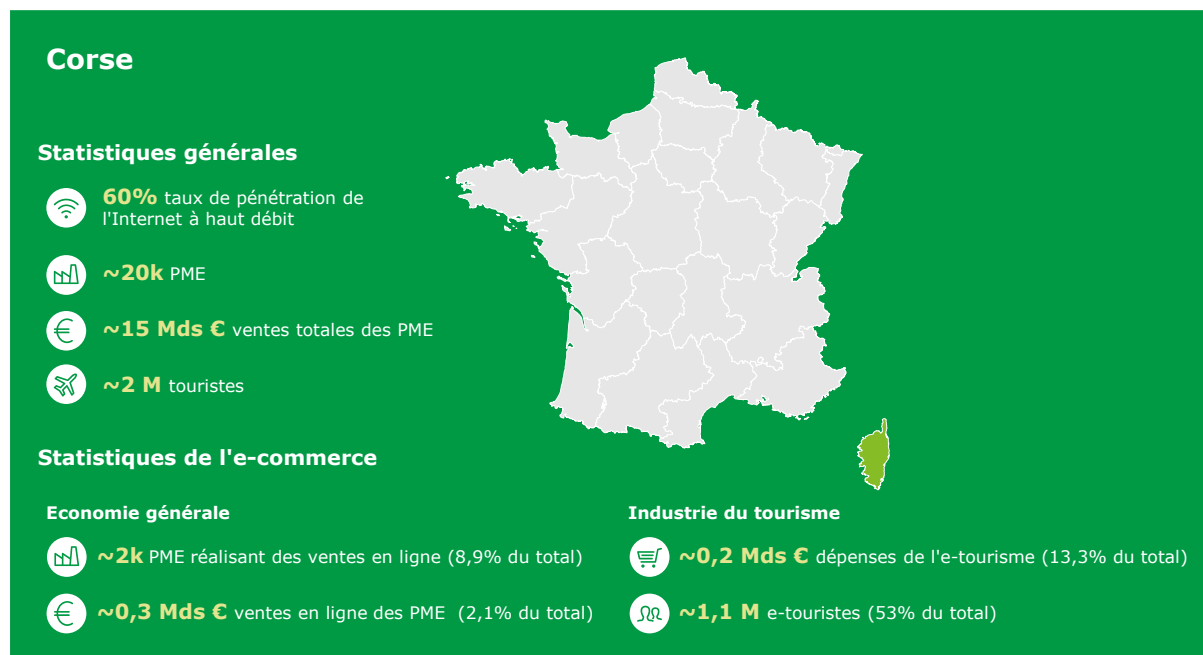 Corse
Statistiques générales
60% taux de pénétration de
l'Internet à haut débit
~20k PME
~15 Mds € ventes totales des PME
~2 M touristes
Statistiques de l'e-commerce
Economie générale
~2k PME réalisant des ventes en ligne (8,9% du total)
~0,3 Mds € ventes en ligne des PME (2,1% du total)
Industrie du tourisme
~0,2 Mds € dépenses de l'e-tourisme (13,3% du total)
~1,1 M e-touristes (53% du total)